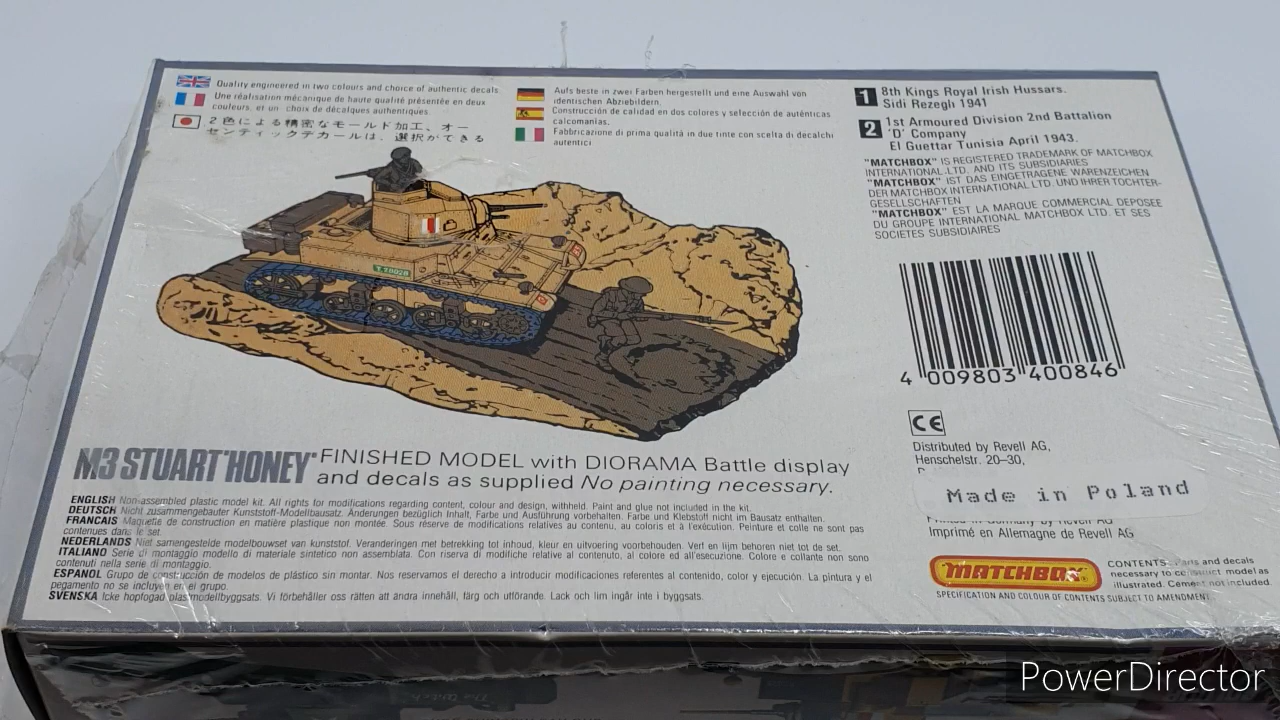 Quality engineered in two colours and choice of authentic decals.
Une réalisation mécanique de haute qualité présentée en deux
couleurs, et un choix de décalques authentiques.
2色による精密なモールド加工、オー
センティックデカールは、選択ができる
Aufs beste in zwei Farben hergestellt und eine Auswahl von
identischen Abziebildern.
Construcción de calidad en dos colores y selección de auténticas
calcomanias.
Fabbricazione di prima qualità in due tinte con scelta di decalchi
autentici
1 8th Kings Royal Irish Hussars.
Sidi Rezegh 1941
2 1st Armoured Division 2nd Battalion
'D' Company
El Guettar Tunisia April 1943.
"MATCHBOX" IS REGISTERED TRADEMARK OF MATCHBOX
INTERNATIONAL.LTD. AND ITS SUBSIDIARIES
"MATCHBOX" IST DAS EINGETRAGENE WARENZEICHEN
DER MATCHBOX INTERNATIONAL LTD. UND IHRER TOCHTER-
GESELLSCHAFTEN
"MATCHBOX" EST LA MARQUE COMMERCIAL DEPOSEE
DU GROUPE INTERNATIONAL MATCHBOX LTD. ET SES
SOCIETES SUBSIDIAIRES
T.28028
4 009803 400846
CE
Distributed by Revell AG,
Henschelstr. 20-30,
Made in Poland
Printed in Germany by Revell AG
Imprimé en Allemagne de Revell AG
M3 STUART "HONEY" FINISHED MODEL with DIORAMA Battle display
and decals as supplied No painting necessary.
ENGLISH Non-assembled plastic model kit. All rights for modifications regarding content, colour and design, withheld. Paint and glue not included in the kit.
DEUTSCH Nicht zusammengebauter Kunststoff-Modellbausatz. Änderungen bezüglich Inhalt, Farbe und Ausführung vorbehalten. Farbe und Klebstoff nicht im Bausatz enthalten.
FRANCAIS Maquette de construction en matière plastique non montée. Sous réserve de modifications relatives au contenu, au coloris et à l'exécution. Peinture et colle ne sont pas
contenues dans le set.
NEDERLANDS Niet samengesteld modelbouwset van kunststof. Veranderingen met betrekking tot inhoud, kleur en uitvoering voorbehouden. Verf en lijm behoren niet tot de set.
ITALIANO Serie di montaggio modello di materiale sintetico non assemblata. Con riserva di modifiche relative al contenuto, al colore ed all'esecuzione. Colore e collante non sono
contenuti nella serie di montaggio.
ESPANOL Grupo de construcción de modelos de plástico sin montar. Nos reservamos el derecho a introducir modificaciones referentes al contenido, color y ejecución. La pintura y el
pegamento no se incluyen en el grupo.
SVENSKA Icke hopfogad plastmodellbyggsats. Vi förbehåller oss rätten att ändra innehåll, färg och utförande. Lack och lim ingår inte i byggsats.
MATCHBOX
SPECIFICATION AND COLOUR OF CONTENTS SUBJECT TO AMENDMENT
CONTENTS: Parts and decals
necessary to construct model as
illustrated. Cement not included.
PowerDirector